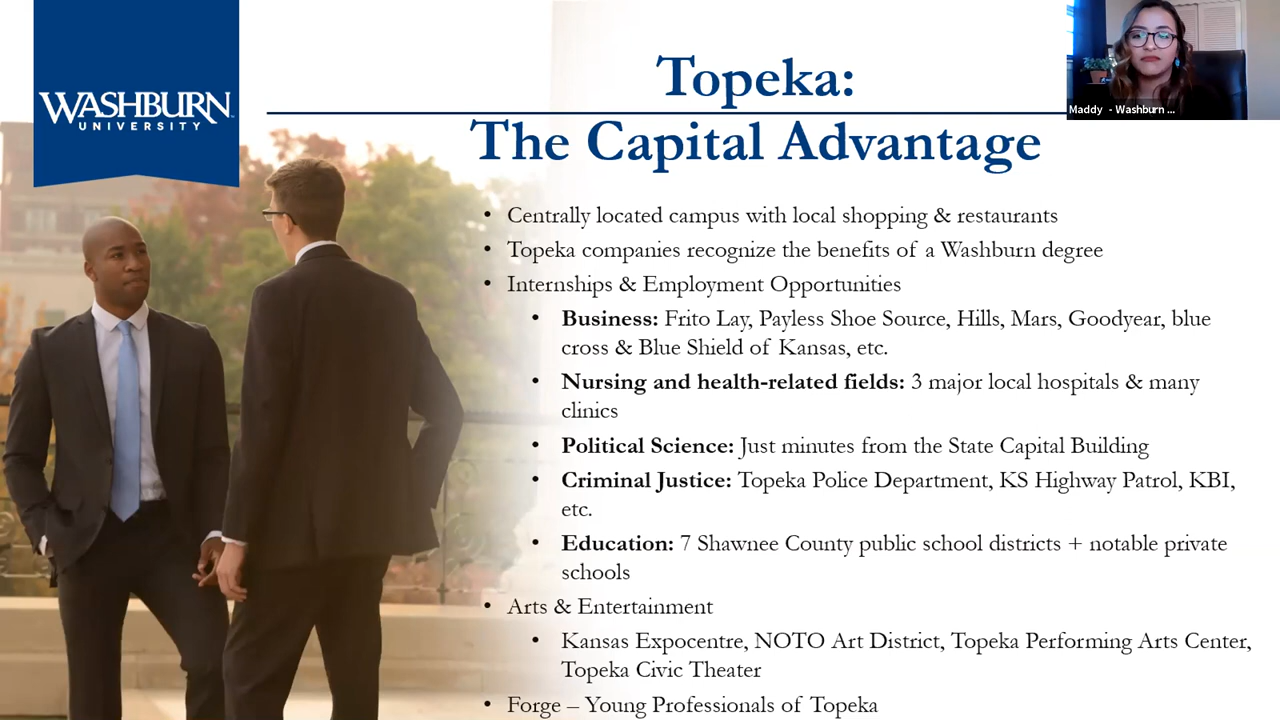 WASHBURN
UNIVERSITY
Topeka:
The Capital Advantage
Maddy - Washburn ...
• Centrally located campus with local shopping & restaurants
• Topeka companies recognize the benefits of a Washburn degree
• Internships & Employment Opportunities
• Business: Frito Lay, Payless Shoe Source, Hills, Mars, Goodyear, blue
cross & Blue Shield of Kansas, etc.
• Nursing and health-related fields: 3 major local hospitals & many
clinics
• Political Science: Just minutes from the State Capital Building
• Criminal Justice: Topeka Police Department, KS Highway Patrol, KBI,
etc.
• Education: 7 Shawnee County public school districts + notable private
schools
• Arts & Entertainment
• Kansas Expocentre, NOTO Art District, Topeka Performing Arts Center,
Topeka Civic Theater
• Forge – Young Professionals of Topeka